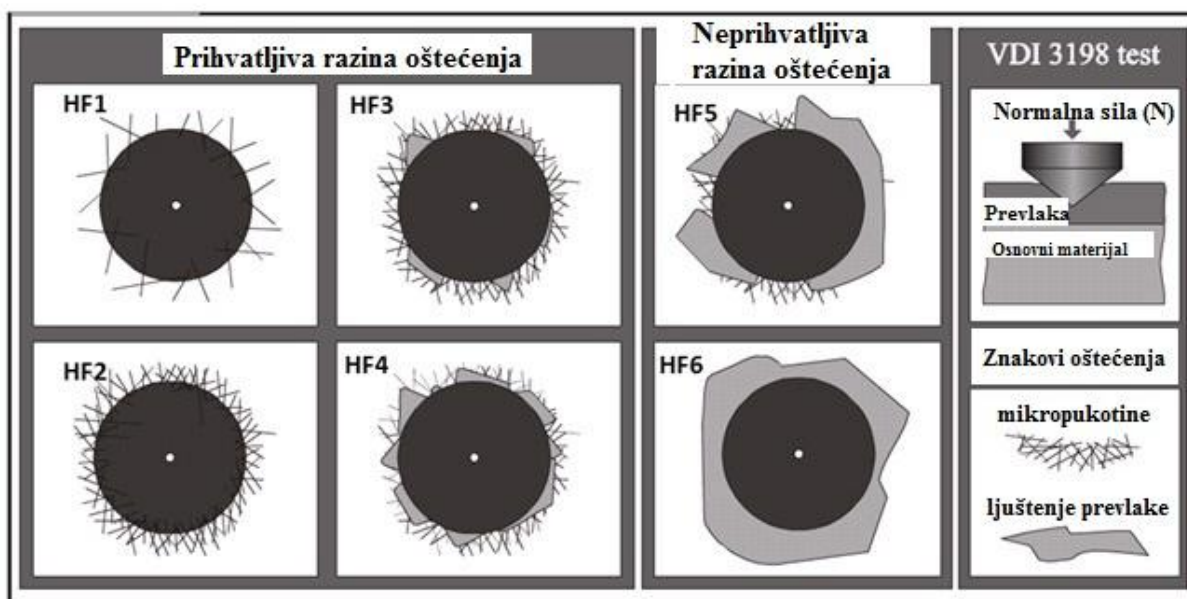 Prihvatljiva razina oštećenja
HF1
HF3
HF2
HF4
Neprihvatljiva
razina oštećenja
HF5
HF6
VDI 3198 test
Normalna sila (N)
Prevlaka
Osnovni materijal
Znakovi oštećenja
mikropukotine
ljuštenje prevlake